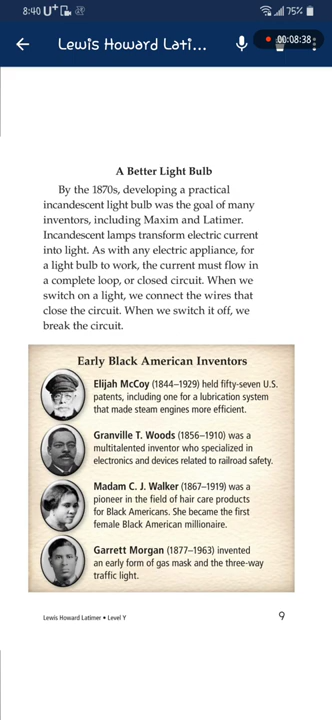 8:40 U+
75%
Lewis Howard Lati...
00:08:38
A Better Light Bulb
By the 1870s, developing a practical
incandescent light bulb was the goal of many
inventors, including Maxim and Latimer.
Incandescent lamps transform electric current
into light. As with any electric appliance, for
a light bulb to work, the current must flow in
a complete loop, or closed circuit. When we
switch on a light, we connect the wires that
close the circuit. When we switch it off, we
break the circuit.
Early Black American Inventors
Elijah McCoy (1844–1929) held fifty-seven U.S.
patents, including one for a lubrication system
that made steam engines more efficient.
Granville T. Woods (1856–1910) was a
multitalented inventor who specialized in
electronics and devices related to railroad safety.
Madam C. J. Walker (1867–1919) was a
pioneer in the field of hair care products
for Black Americans. She became the first
female Black American millionaire.
Garrett Morgan (1877–1963) invented
an early form of gas mask and the three-way
traffic light.
Lewis Howard Latimer • Level Y
9